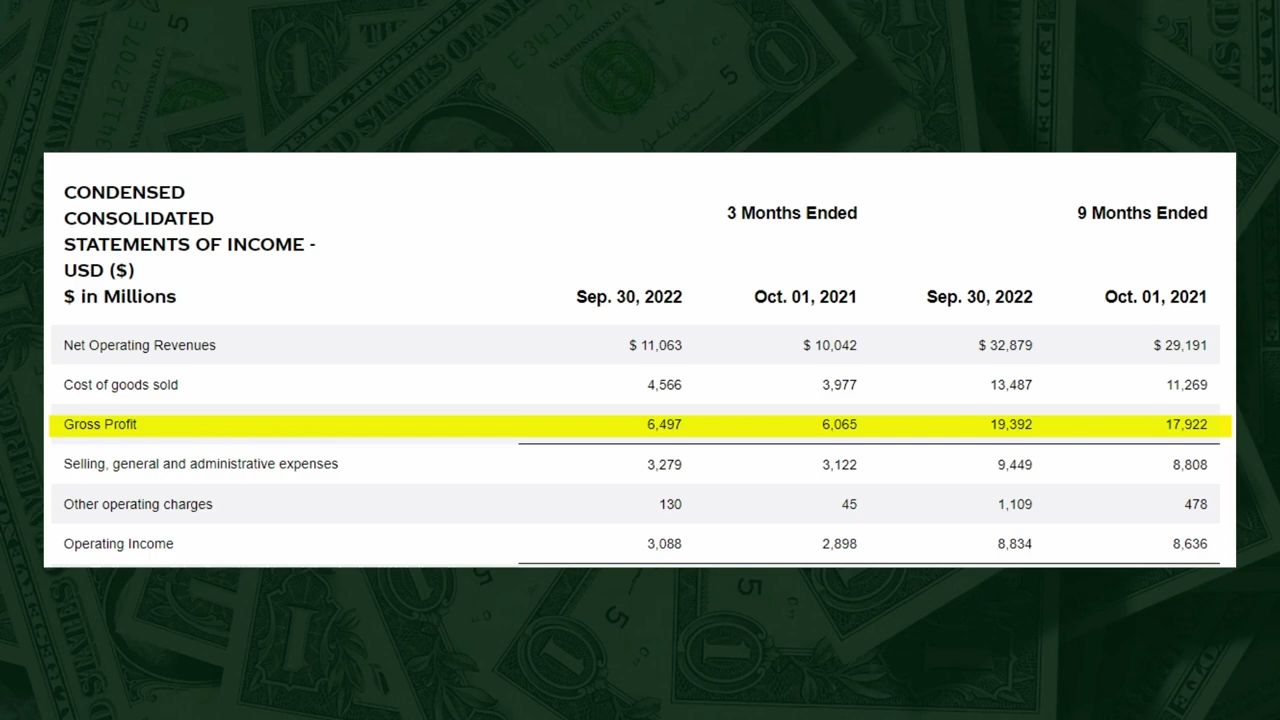 CONDENSED
CONSOLIDATED
STATEMENTS OF INCOME -
USD ($)
$ in Millions
3 Months Ended 9 Months Ended
Sep. 30, 2022 Oct. 01, 2021 Sep. 30, 2022 Oct. 01, 2021
Net Operating Revenues $ 11,063 $ 10,042 $ 32,879 $ 29,191
Cost of goods sold 4,566 3,977 13,487 11,269
Gross Profit 6,497 6,065 19,392 17,922
Selling, general and administrative expenses 3,279 3,122 9,449 8,808
Other operating charges 130 45 1,109 478
Operating Income 3,088 2,898 8,834 8,636